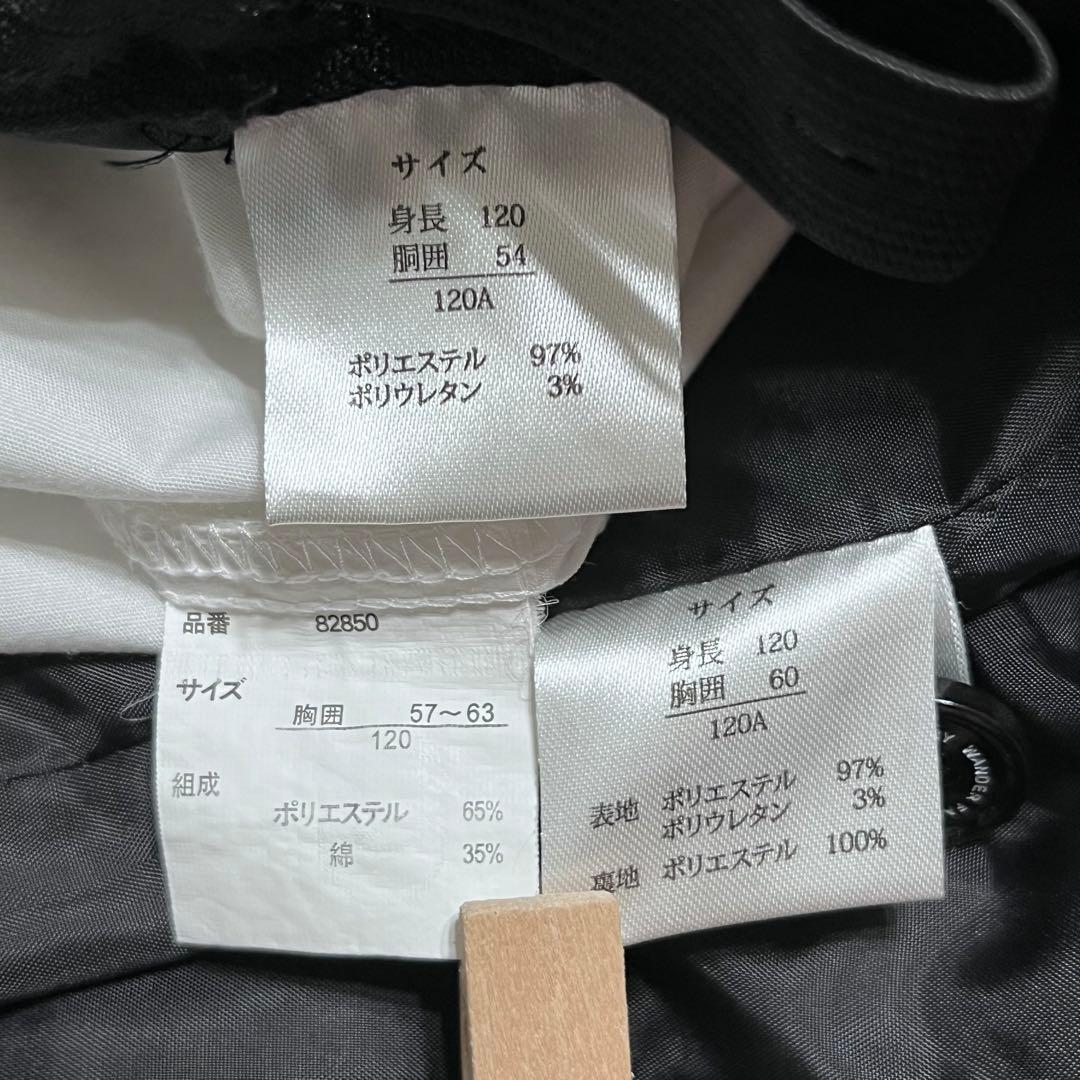 サイズ
身長 120
胴囲 54
120A
ポリエステル 97%
ポリウレタン 3%
品番 82850
サイズ
胸囲 57～63
120
組成
ポリエステル 65%
綿 35%
サイズ
身長 120
胸囲 60
120A
表地 ポリエステル 97%
ポリウレタン 3%
裏地 ポリエステル 100%
WANDER